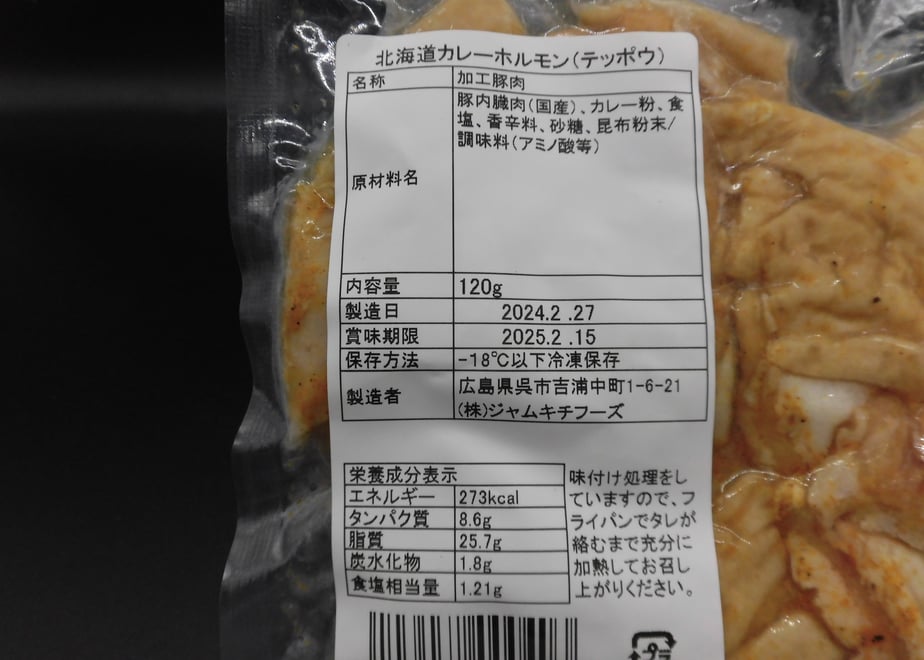 北海道カレーホルモン(テッポウ)
名称 加工豚肉
原材料名 豚内臓肉(国産)、カレー粉、食
塩、香辛料、砂糖、昆布粉末/
調味料(アミノ酸等)
内容量 120g
製造日 2024.2.27
賞味期限 2025.2.15
保存方法 -18℃以下冷凍保存
製造者 広島県呉市吉浦中町1-6-21
(株)ジャムキチフーズ
栄養成分表示
エネルギー 273kcal
タンパク質 8.6g
脂質 25.7g
炭水化物 1.8g
食塩相当量 1.21g
味付け処理をし
ていますので、フ
ライパンでタレが
絡むまで充分に
加熱してお召し
上がりください。
プラ